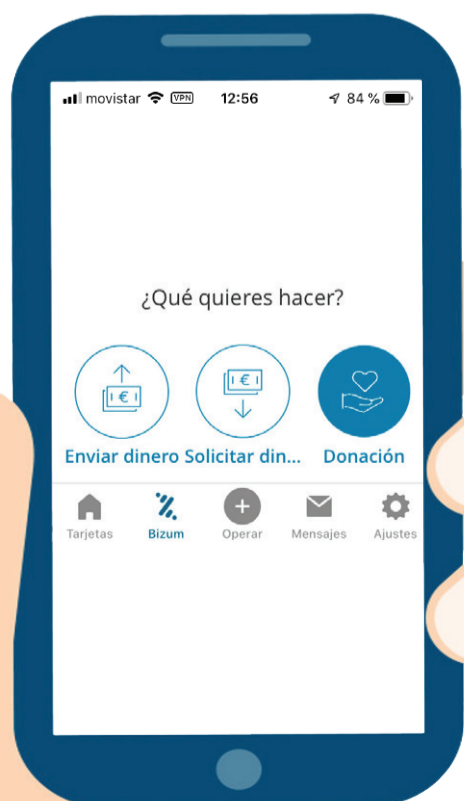 movistar VPN 12:56 84 %
¿Qué quieres hacer?
€ €
Enviar dinero Solicitar din... Donación
Tarjetas Bizum Operar Mensajes Ajustes